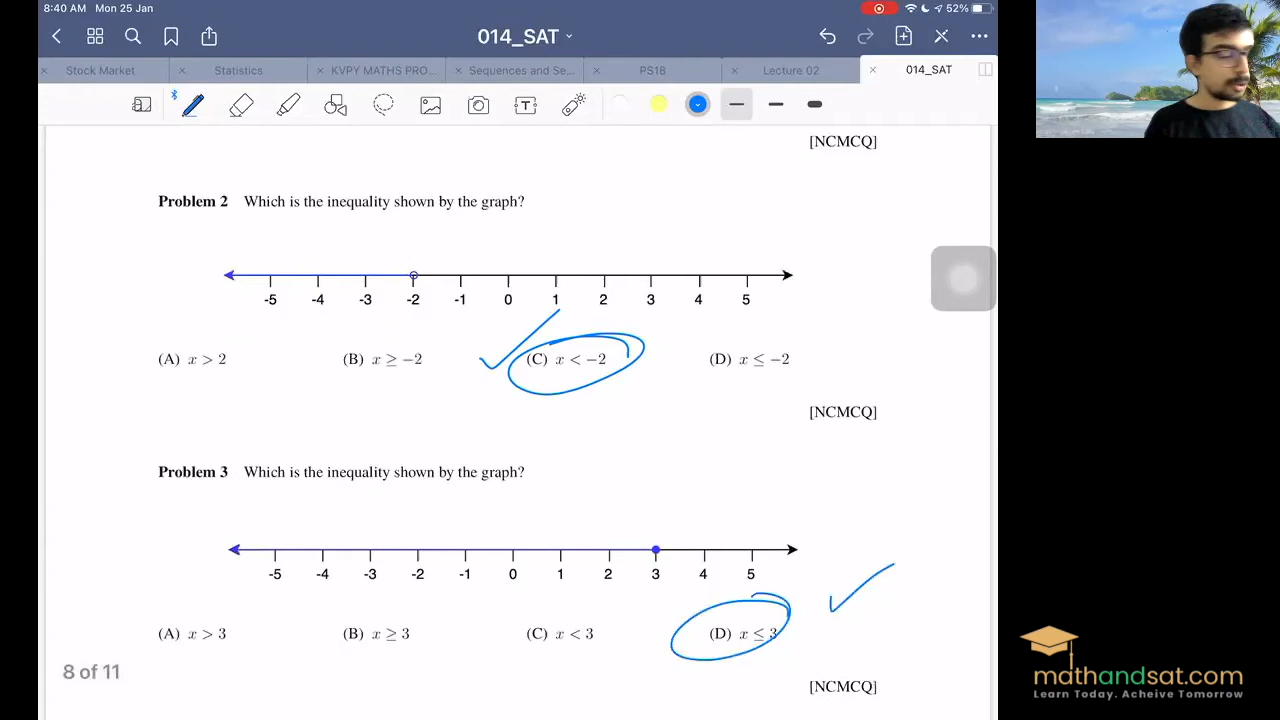 8:40 AM Mon 25 Jan
52%
014_SAT
Stock Market
Statistics
KVPY MATHS PRO...
Sequences and Se...
PS18
Lecture 02
014_SAT
[NCMCQ]
Problem 2 Which is the inequality shown by the graph?
-5 -4 -3 -2 -1 0 1 2 3 4 5
(A) x > 2 (B) x ≥ −2 (C) x < −2 (D) x ≤ −2
[NCMCQ]
Problem 3 Which is the inequality shown by the graph?
-5 -4 -3 -2 -1 0 1 2 3 4 5
(A) x > 3 (B) x ≥ 3 (C) x < 3 (D) x ≤ 3
8 of 11
[NCMCQ]
mathandsat.com
Learn Today. Acheive Tomorrow